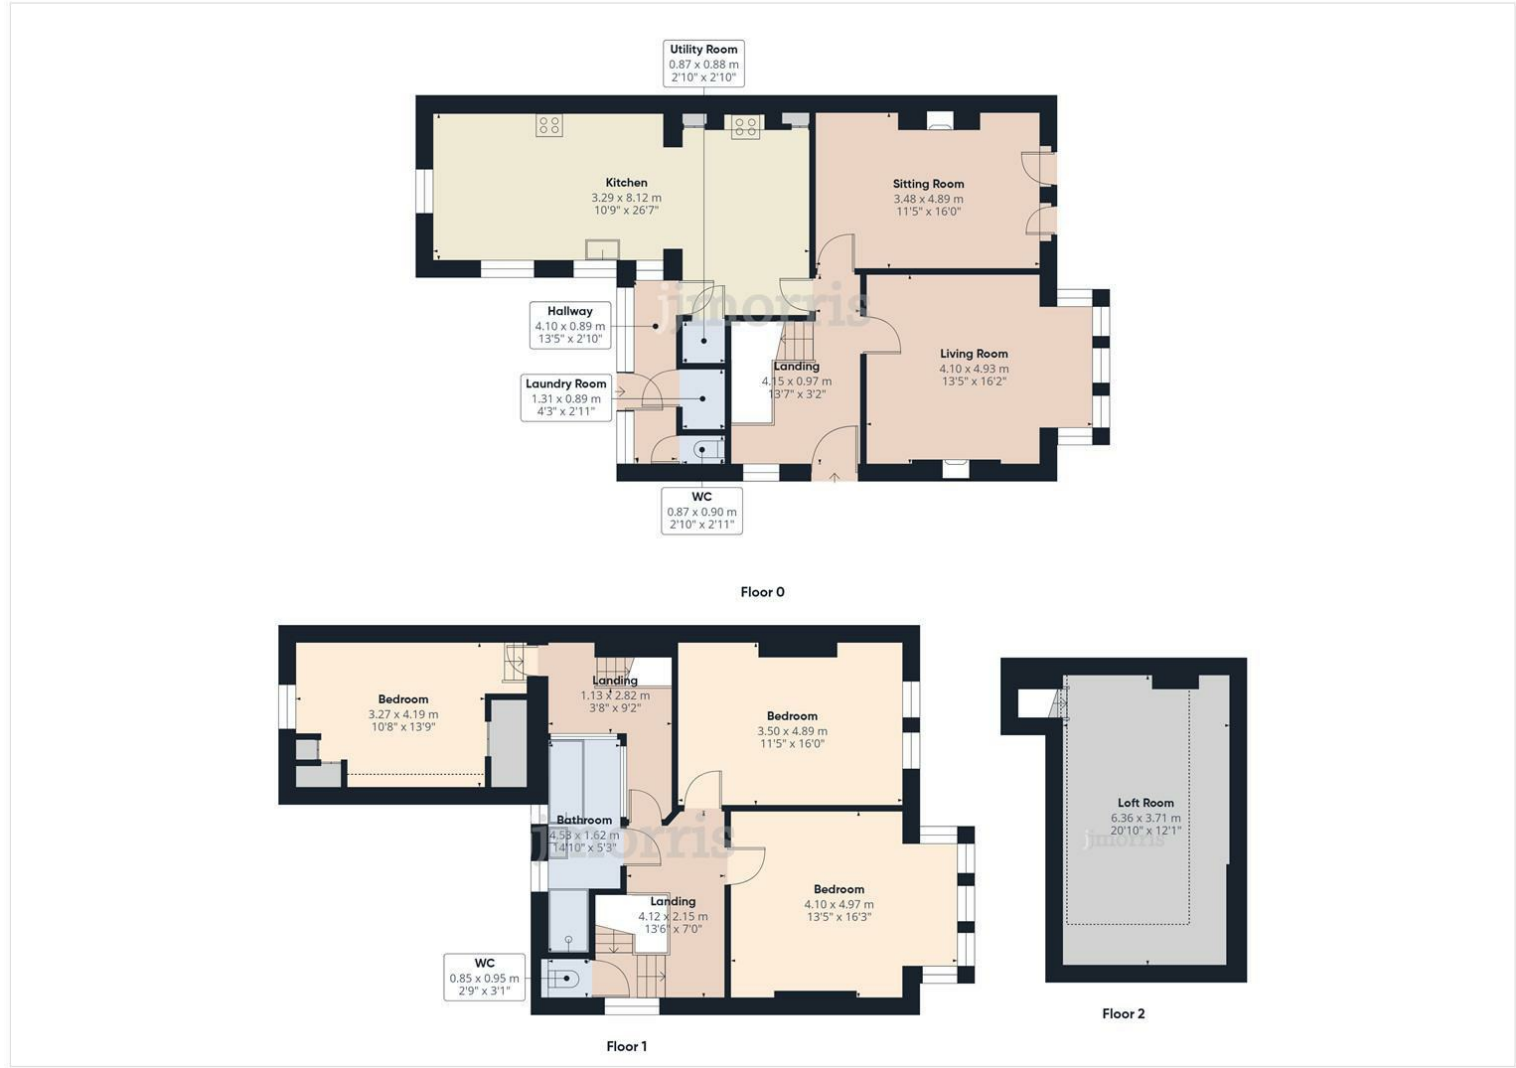 Utility Room
0.87 x 0.88 m
2'10" x 2'10"
Kitchen
3.29 x 8.12 m
10'9" x 26'7"
Sitting Room
3.48 x 4.89 m
11'5" x 16'0"
Hallway
4.10 x 0.89 m
13'5" x 2'10"
jjmorris
Living Room
4.10 x 4.93 m
13'5" x 16'2"
Landing
4.15 x 0.97 m
13'7" x 3'2"
Laundry Room
1.31 x 0.89 m
4'3" x 2'11"
WC
0.87 x 0.90 m
2'10" x 2'11"
Floor 0
Bedroom
3.27 x 4.19 m
10'8" x 13'9"
Landing
1.13 x 2.82 m
3'8" x 9'2"
Bedroom
3.50 x 4.89 m
11'5" x 16'0"
Bathroom
4.53 x 1.62 m
14'10" x 5'3"
jjmorris
Bedroom
4.10 x 4.97 m
13'5" x 16'3"
Landing
4.12 x 2.15 m
13'6" x 7'0"
WC
0.85 x 0.95 m
2'9" x 3'1"
Floor 1
Loft Room
6.36 x 3.71 m
20'10" x 12'1"
jjmorris
Floor 2